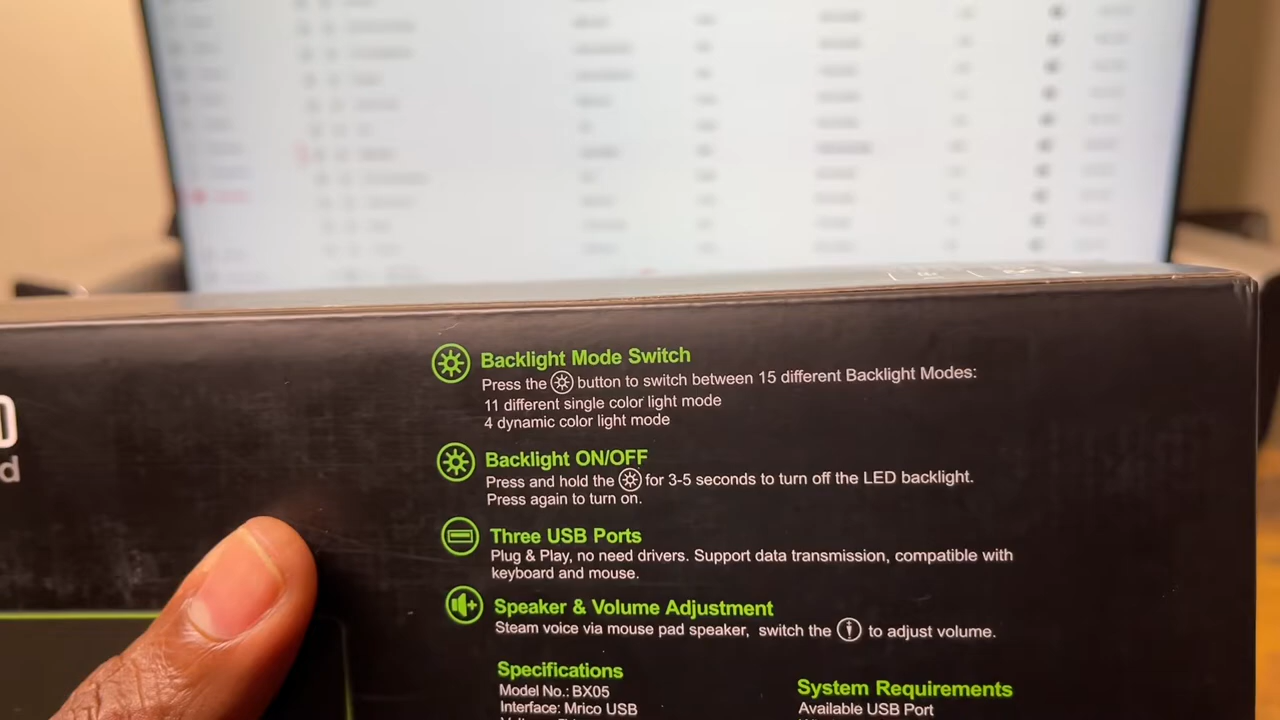 Backlight Mode Switch
Press the button to switch between 15 different Backlight Modes:
11 different single color light mode
4 dynamic color light mode
Backlight ON/OFF
Press and hold the for 3-5 seconds to turn off the LED backlight.
Press again to turn on.
Three USB Ports
Plug & Play, no need drivers. Support data transmission, compatible with
keyboard and mouse.
Speaker & Volume Adjustment
Steam voice via mouse pad speaker, switch the to adjust volume.
Specifications
Model No.: BX05
Interface: Mrico USB
System Requirements
Available USB Port